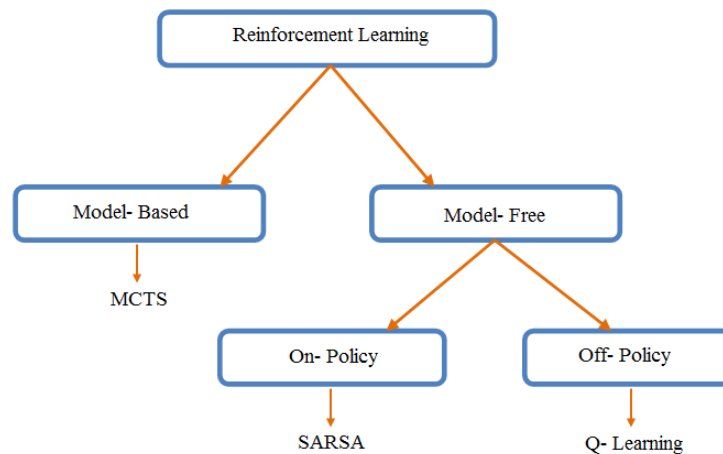 Reinforcement Learning
Model- Based
Model- Free
MCTS
On- Policy
Off- Policy
SARSA
Q- Learning